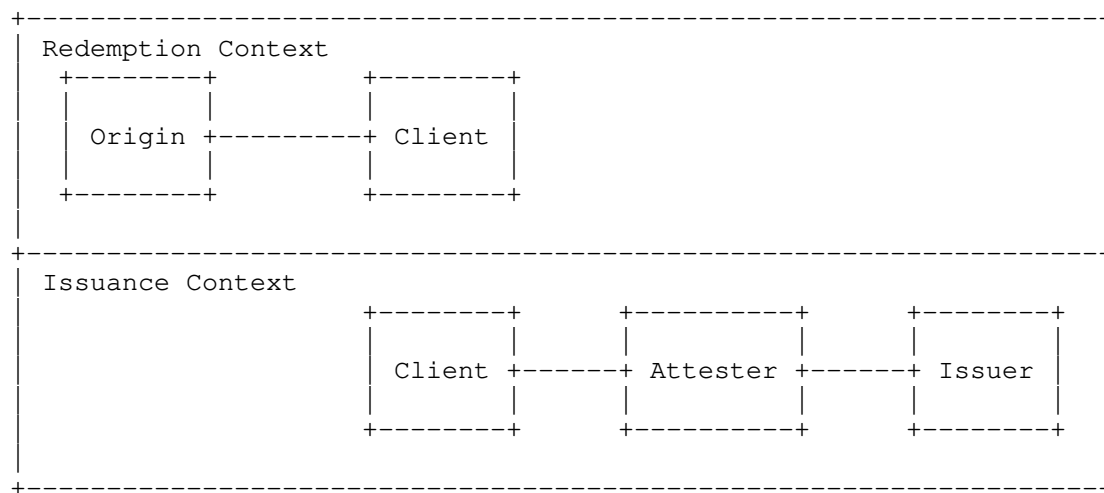 Redemption Context
Origin Client
Issuance Context
Client Attester Issuer